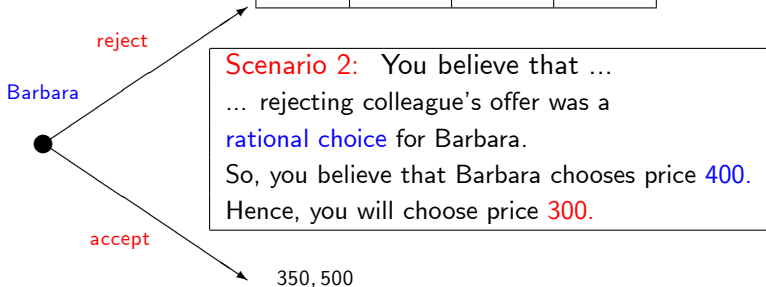 reject
Barbara
Scenario 2: You believe that ...
... rejecting colleague's offer was a
rational choice for Barbara.
So, you believe that Barbara chooses price 400.
Hence, you will choose price 300.
accept
350, 500